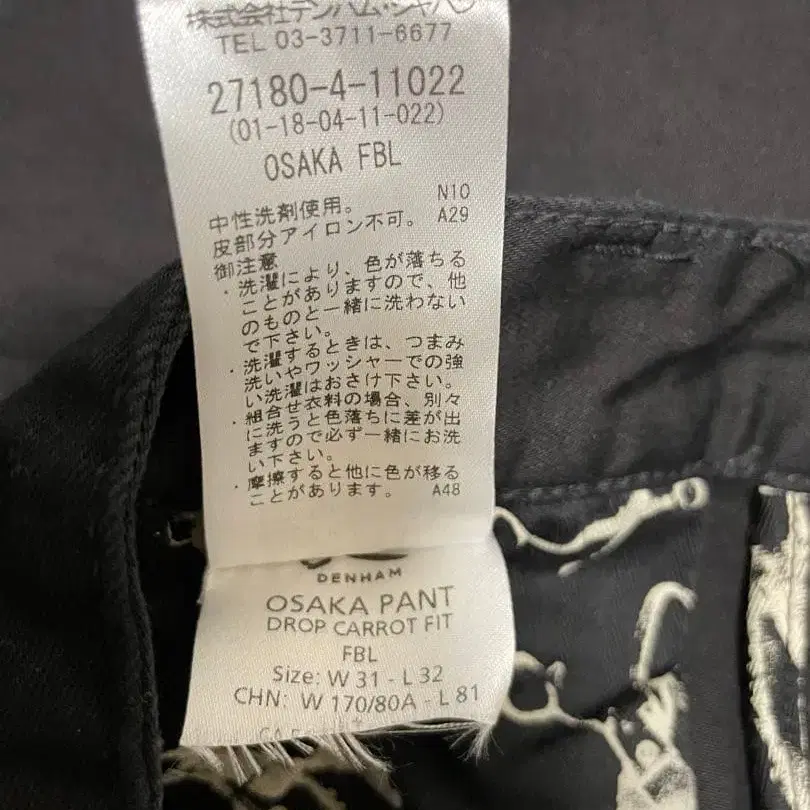 株式会社デンハム・ジャパン
TEL 03-3711-6677
27180-4-11022
(01-18-04-11-022)
OSAKA FBL
中性洗剤使用。 N10
皮部分アイロン不可。 A29
御注意
・洗濯により、色が落ちる
ことがありますので、他
のものと一緒に洗わない
で下さい。
・洗濯するときは、つまみ
洗いやワッシャーでの強
い洗濯はおさけ下さい。
・組合せ衣料の場合、別々
に洗うと色落ちに差が出
ますので必ず一緒にお洗
い下さい。
・摩擦すると他に色が移る
ことがあります。 A48
DENHAM
OSAKA PANT
DROP CARROT FIT
FBL
Size: W 31 - L 32
CHN: W 170/80A - L 81